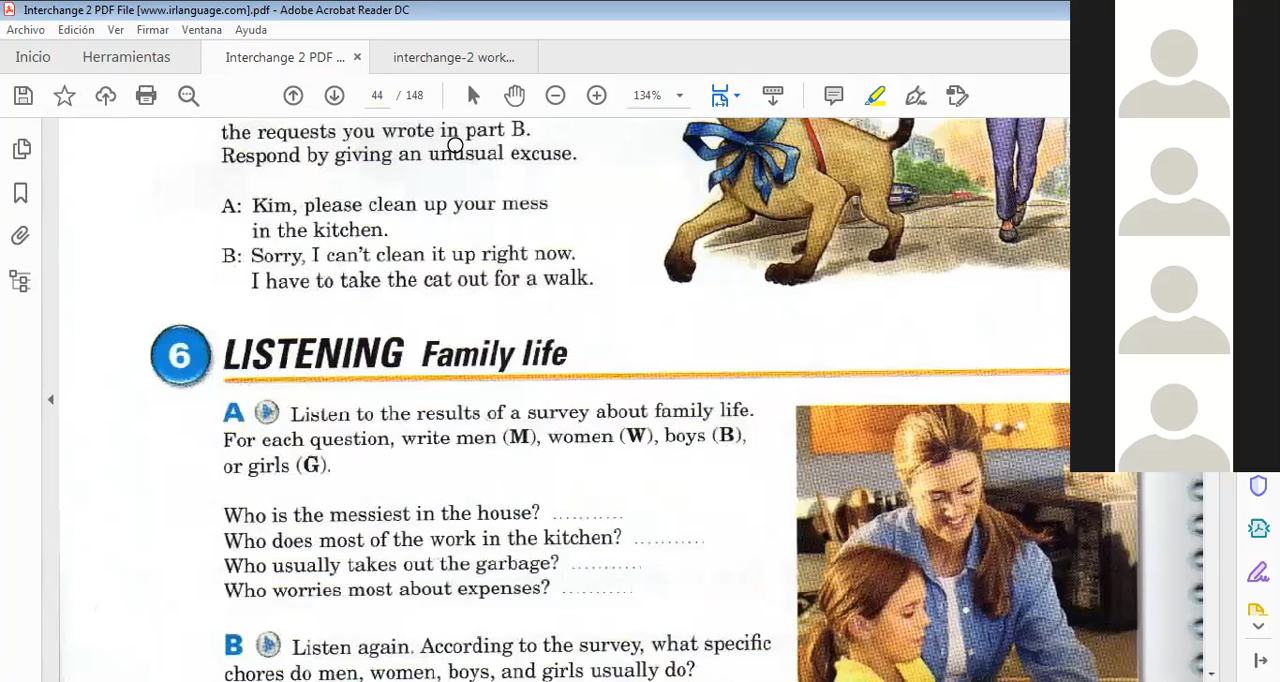 Interchange 2 PDF File [www.irlanguage.com].pdf - Adobe Acrobat Reader DC
Archivo Edición Ver Firmar Ventana Ayuda
Inicio Herramientas Interchange 2 PDF ... × interchange-2 work...
44 / 148 134%
the requests you wrote in part B.
Respond by giving an unusual excuse.
A: Kim, please clean up your mess
in the kitchen.
B: Sorry, I can't clean it up right now.
I have to take the cat out for a walk.
6 LISTENING Family life
A Listen to the results of a survey about family life.
For each question, write men (M), women (W), boys (B),
or girls (G).
Who is the messiest in the house? ..........
Who does most of the work in the kitchen? ..........
Who usually takes out the garbage? ..........
Who worries most about expenses? ..........
B Listen again. According to the survey, what specific
chores do men, women, boys, and girls usually do?